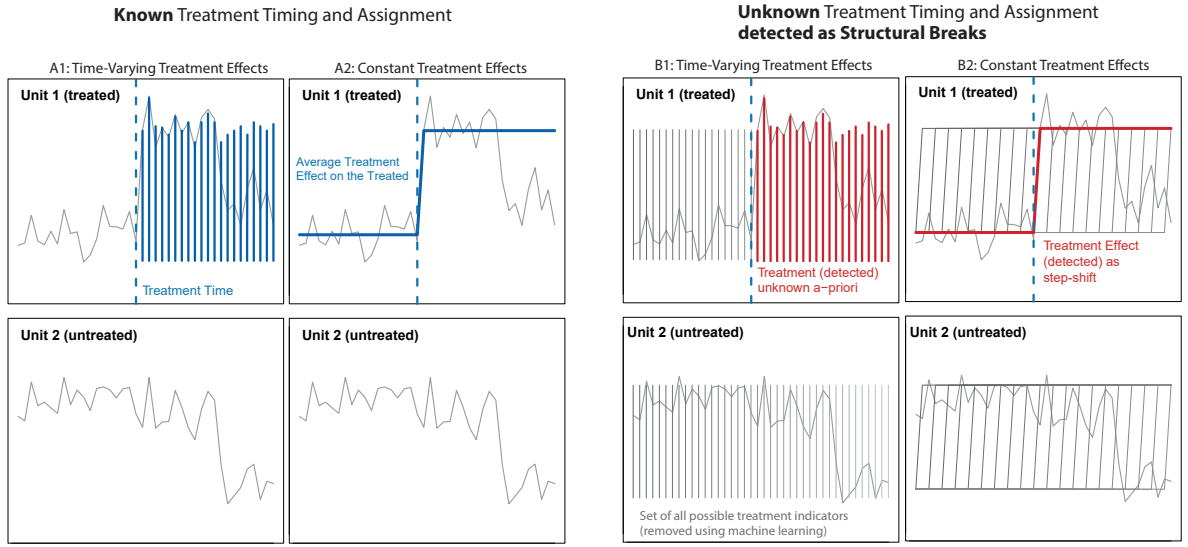 Known Treatment Timing and Assignment
Unknown Treatment Timing and Assignment
detected as Structural Breaks
A1: Time-Varying Treatment Effects
A2: Constant Treatment Effects
B1: Time-Varying Treatment Effects
B2: Constant Treatment Effects
Unit 1 (treated)
Treatment Time
Unit 1 (treated)
Average Treatment
Effect on the Treated
Unit 1 (treated)
Treatment (detected)
unknown a−priori
Unit 1 (treated)
Treatment Effect
(detected) as
step-shift
Unit 2 (untreated)
Unit 2 (untreated)
Unit 2 (untreated)
Set of all possible treatment indicators
(removed using machine learning)
Unit 2 (untreated)